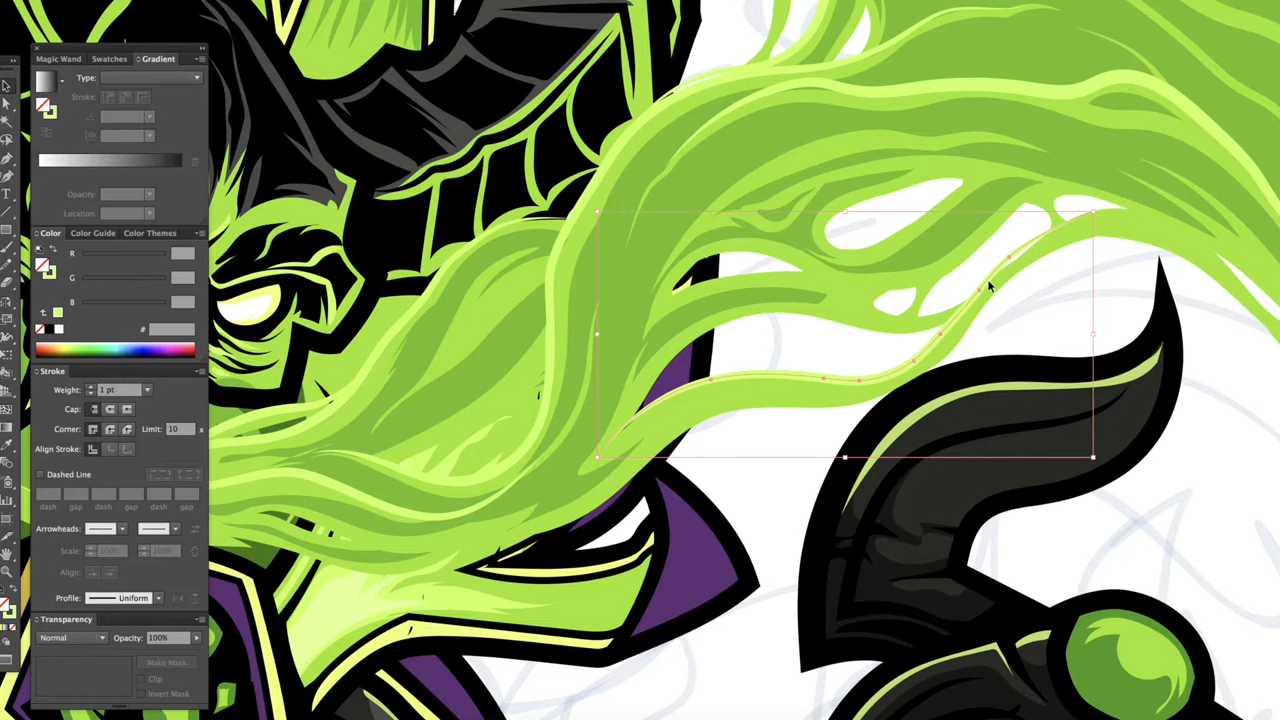 Magic Wand Swatches Gradient
Type:
Stroke:
Opacity:
Location:
Color Color Guide Color Themes
R
G
B
#
Stroke
Weight: 1 pt
Cap:
Corner: Limit: 10 x
Align Stroke:
Dashed Line
dash gap dash gap dash gap
Arrowheads:
Scale: 100% 100%
Align:
Profile: Uniform
Transparency
Normal Opacity: 100%
Make Mask
Clip
Invert Mask